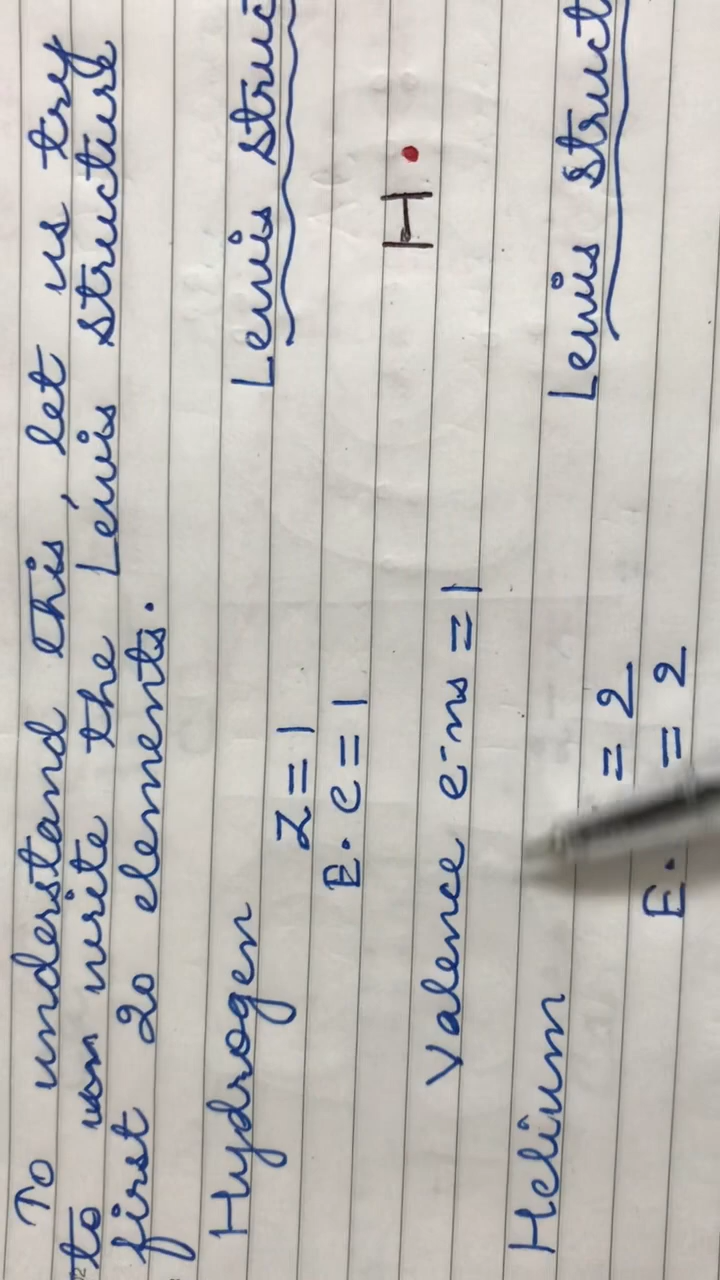 To understand this, let us try
to write the Lewis structure
first 20 elements.
Hydrogen Lewis struc
Z = 1
E. C = 1
H
Valence e⁻ns = 1
Helium Lewis struct
= 2
E. = 2